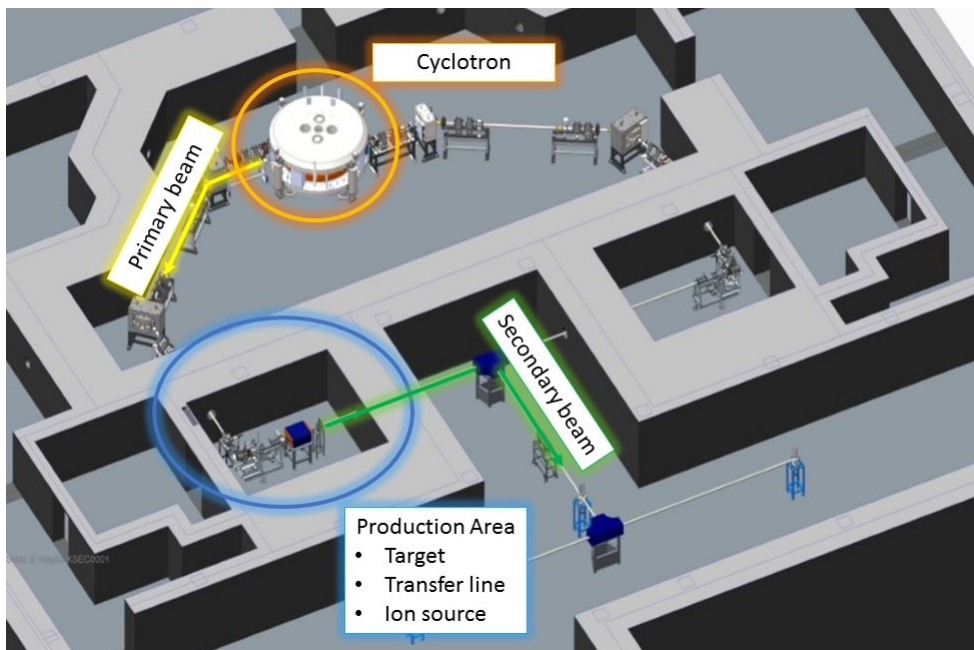 Cyclotron
Primary beam
Secondary beam
Production Area
• Target
• Transfer line
• Ion source